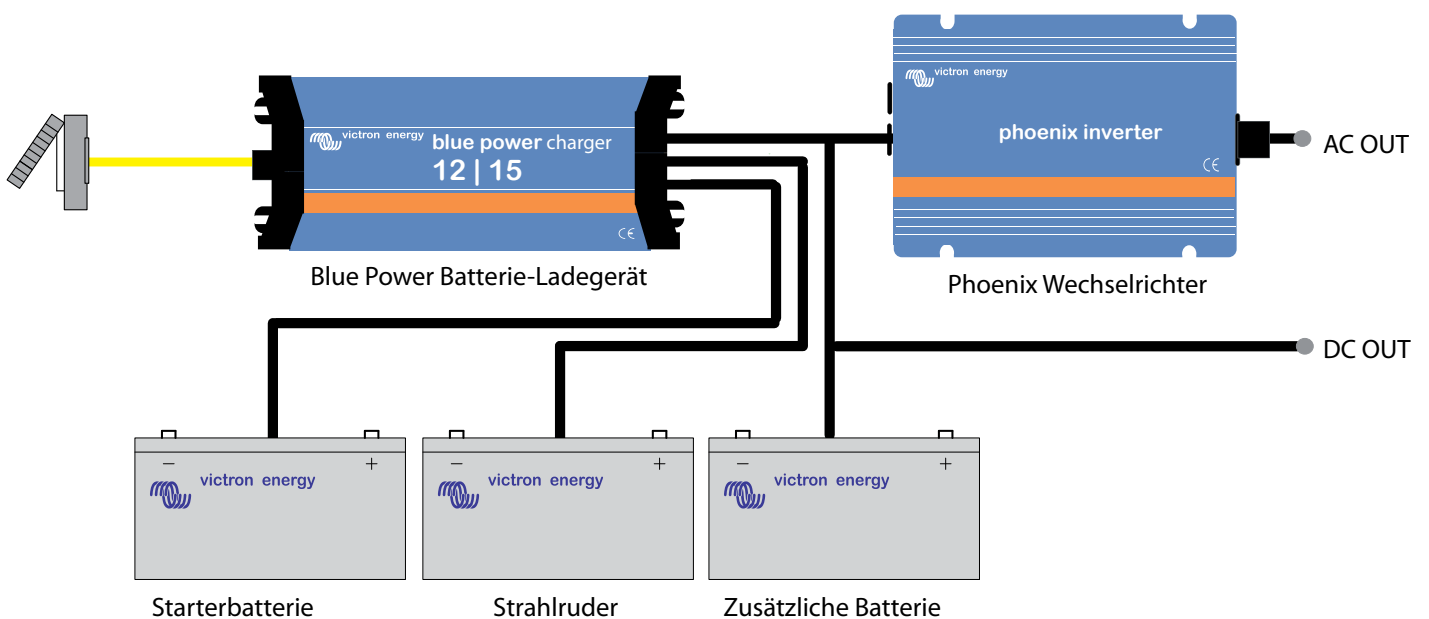 victron energy
blue power charger
12 | 15
CE
Blue Power Batterie-Ladegerät
victron energy
phoenix inverter
CE
Phoenix Wechselrichter
AC OUT
DC OUT
− +
victron energy
Starterbatterie
− +
victron energy
Strahlruder
− +
victron energy
Zusätzliche Batterie